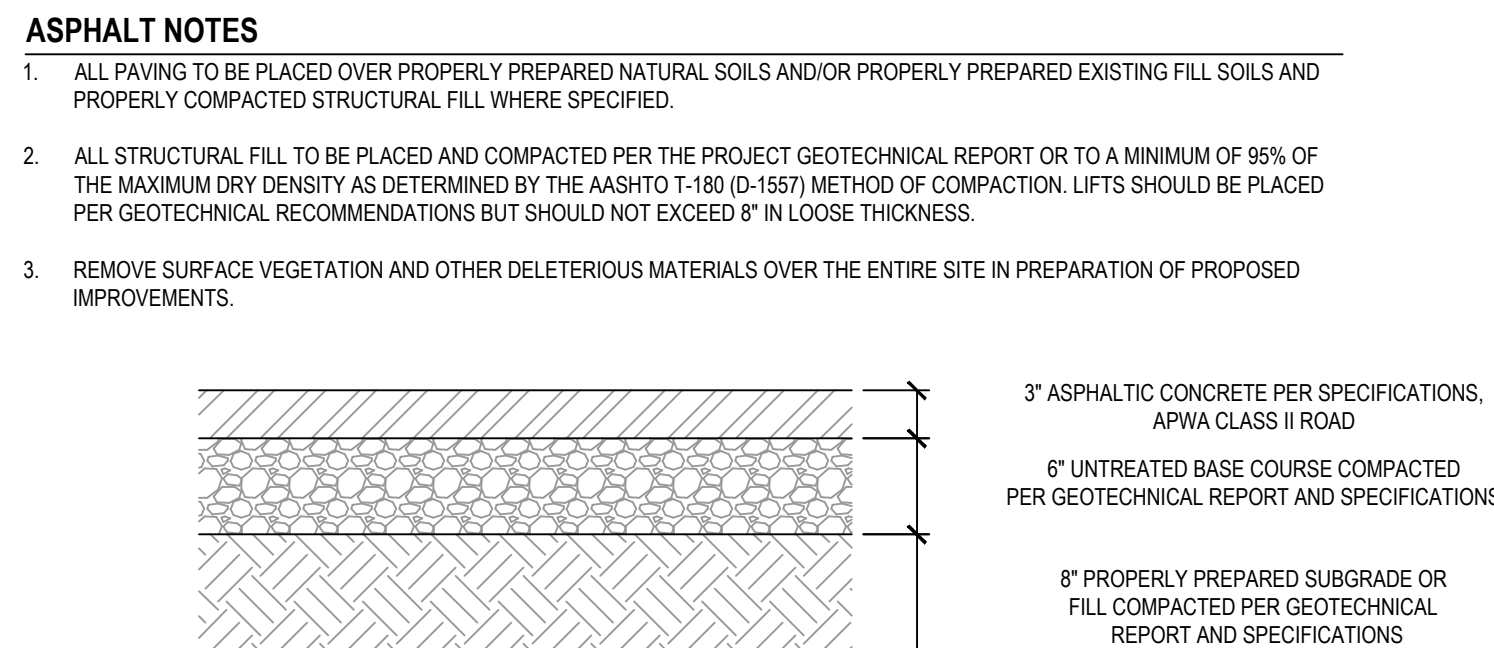 ASPHALT NOTES
1. ALL PAVING TO BE PLACED OVER PROPERLY PREPARED NATURAL SOILS AND/OR PROPERLY PREPARED EXISTING FILL SOILS AND
PROPERLY COMPACTED STRUCTURAL FILL WHERE SPECIFIED.
2. ALL STRUCTURAL FILL TO BE PLACED AND COMPACTED PER THE PROJECT GEOTECHNICAL REPORT OR TO A MINIMUM OF 95% OF
THE MAXIMUM DRY DENSITY AS DETERMINED BY THE AASHTO T-180 (D-1557) METHOD OF COMPACTION. LIFTS SHOULD BE PLACED
PER GEOTECHNICAL RECOMMENDATIONS BUT SHOULD NOT EXCEED 8" IN LOOSE THICKNESS.
3. REMOVE SURFACE VEGETATION AND OTHER DELETERIOUS MATERIALS OVER THE ENTIRE SITE IN PREPARATION OF PROPOSED
IMPROVEMENTS.
3" ASPHALTIC CONCRETE PER SPECIFICATIONS,
APWA CLASS II ROAD
6" UNTREATED BASE COURSE COMPACTED
PER GEOTECHNICAL REPORT AND SPECIFICATIONS
8" PROPERLY PREPARED SUBGRADE OR
FILL COMPACTED PER GEOTECHNICAL
REPORT AND SPECIFICATIONS